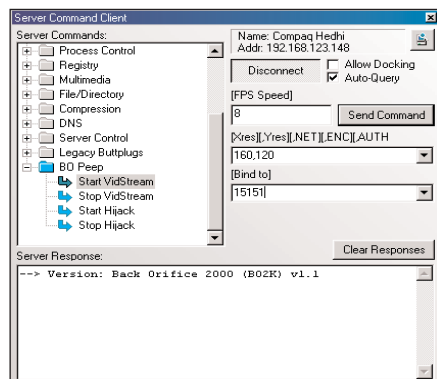 Server Command Client
Server Commands:
Process Control
Registry
Multimedia
File/Directory
Compression
DNS
Server Control
Legacy Buttplugs
BO Peep
Start VidStream
Stop VidStream
Start Hijack
Stop Hijack
Name: Compaq Hedhi
Addr: 192.168.123.148
Disconnect
Allow Docking
Auto-Query
[FPS Speed]
8
Send Command
[Xres][,Yres][,NET][,ENC][,AUTH
160,120
[Bind to]
15151
Clear Responses
Server Response:
--> Version: Back Orifice 2000 (BO2K) v1.1